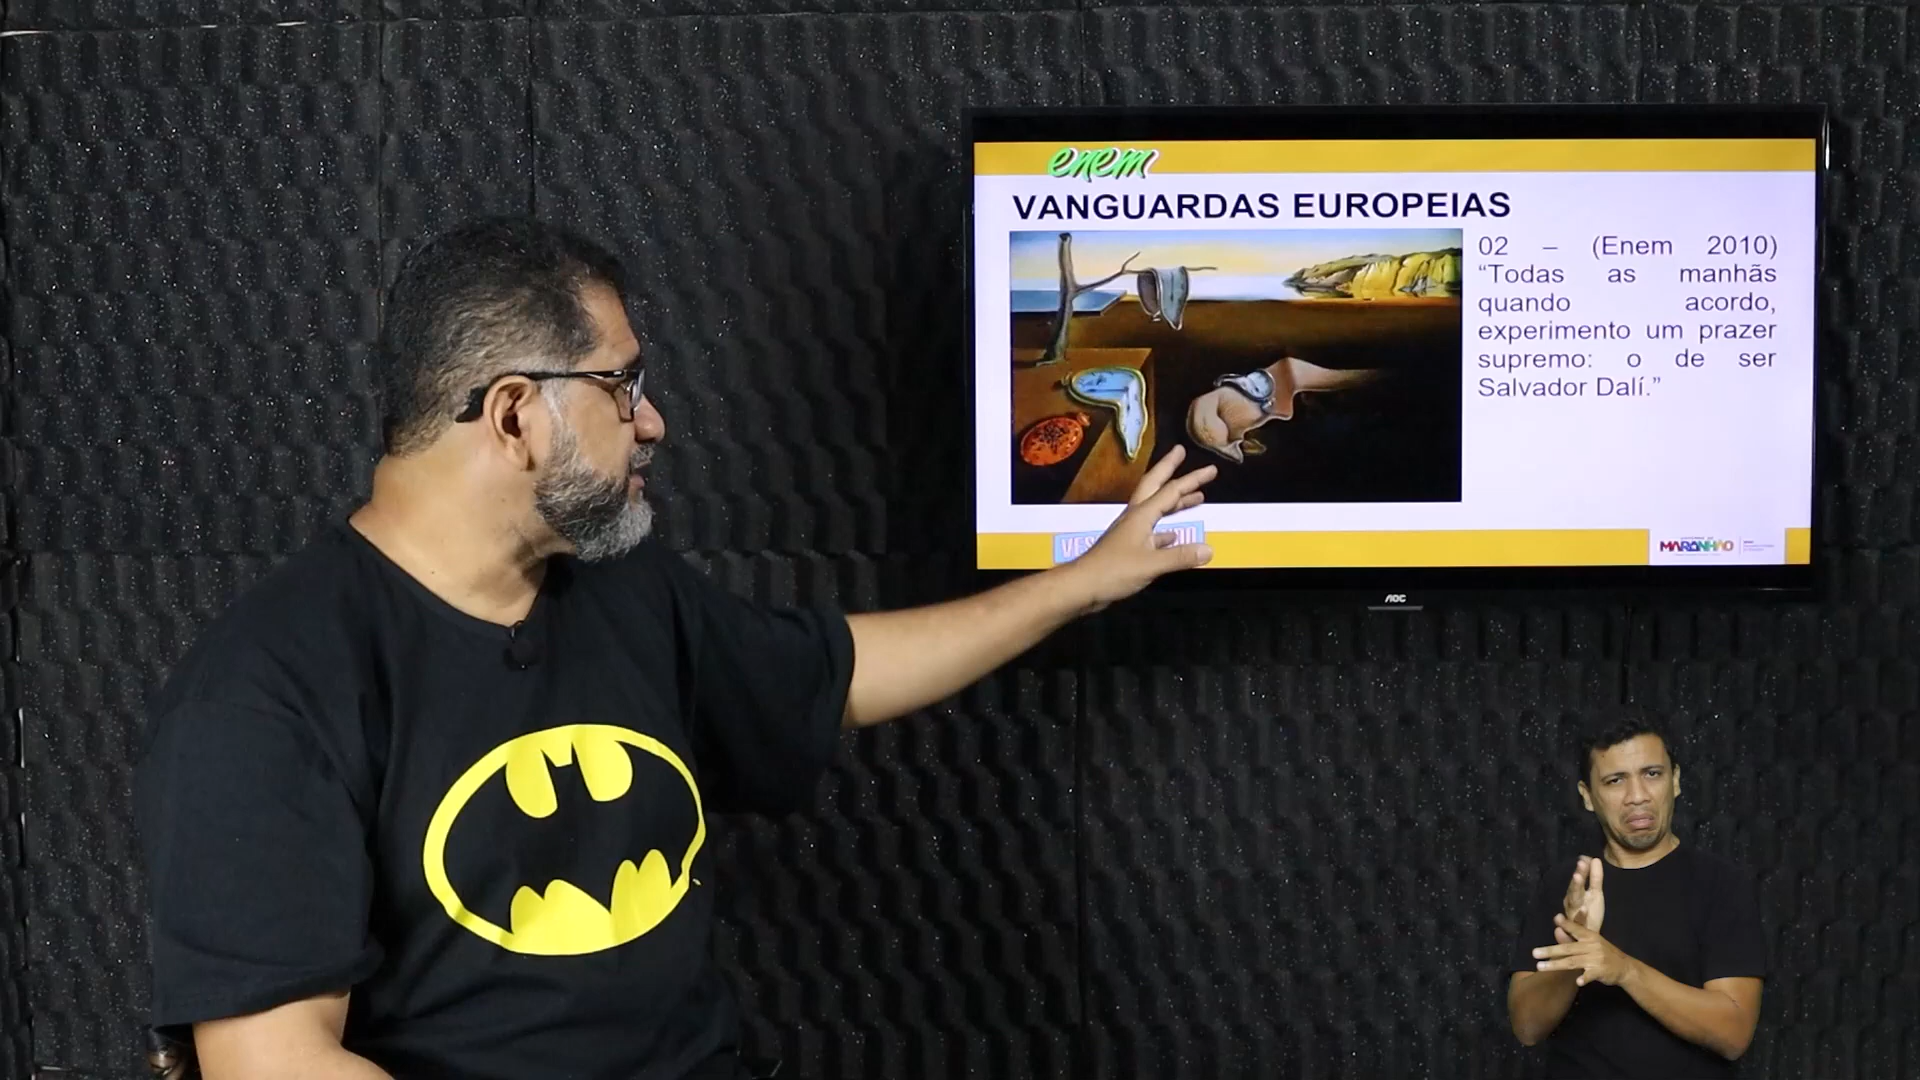 enem
VANGUARDAS EUROPEIAS
02 – (Enem 2010)
“Todas as manhãs
quando acordo,
experimento um prazer
supremo: o de ser
Salvador Dalí.”
MARANHÃO
AOC